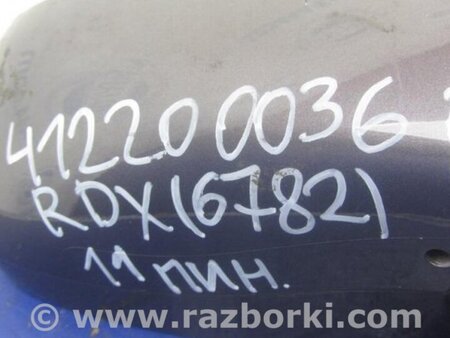 41220 0036
RDX(6782)
11 пин.
© www.razborki.com